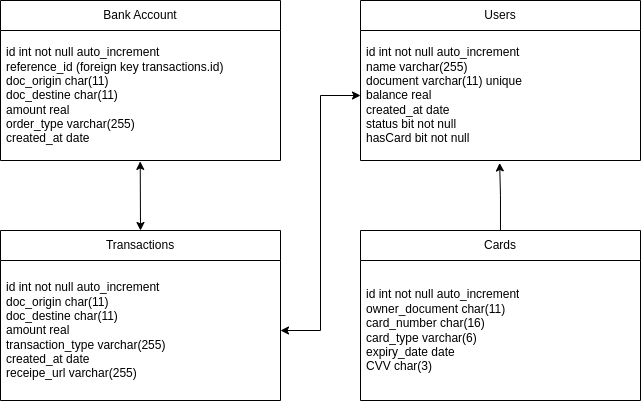 Bank Account
id int not null auto_increment
reference_id (foreign key transactions.id)
doc_origin char(11)
doc_destine char(11)
amount real
order_type varchar(255)
created_at date
Users
id int not null auto_increment
name varchar(255)
document varchar(11) unique
balance real
created_at date
status bit not null
hasCard bit not null
Transactions
id int not null auto_increment
doc_origin char(11)
doc_destine char(11)
amount real
transaction_type varchar(255)
created_at date
receipe_url varchar(255)
Cards
id int not null auto_increment
owner_document char(11)
card_number char(16)
card_type varchar(6)
expiry_date date
CVV char(3)